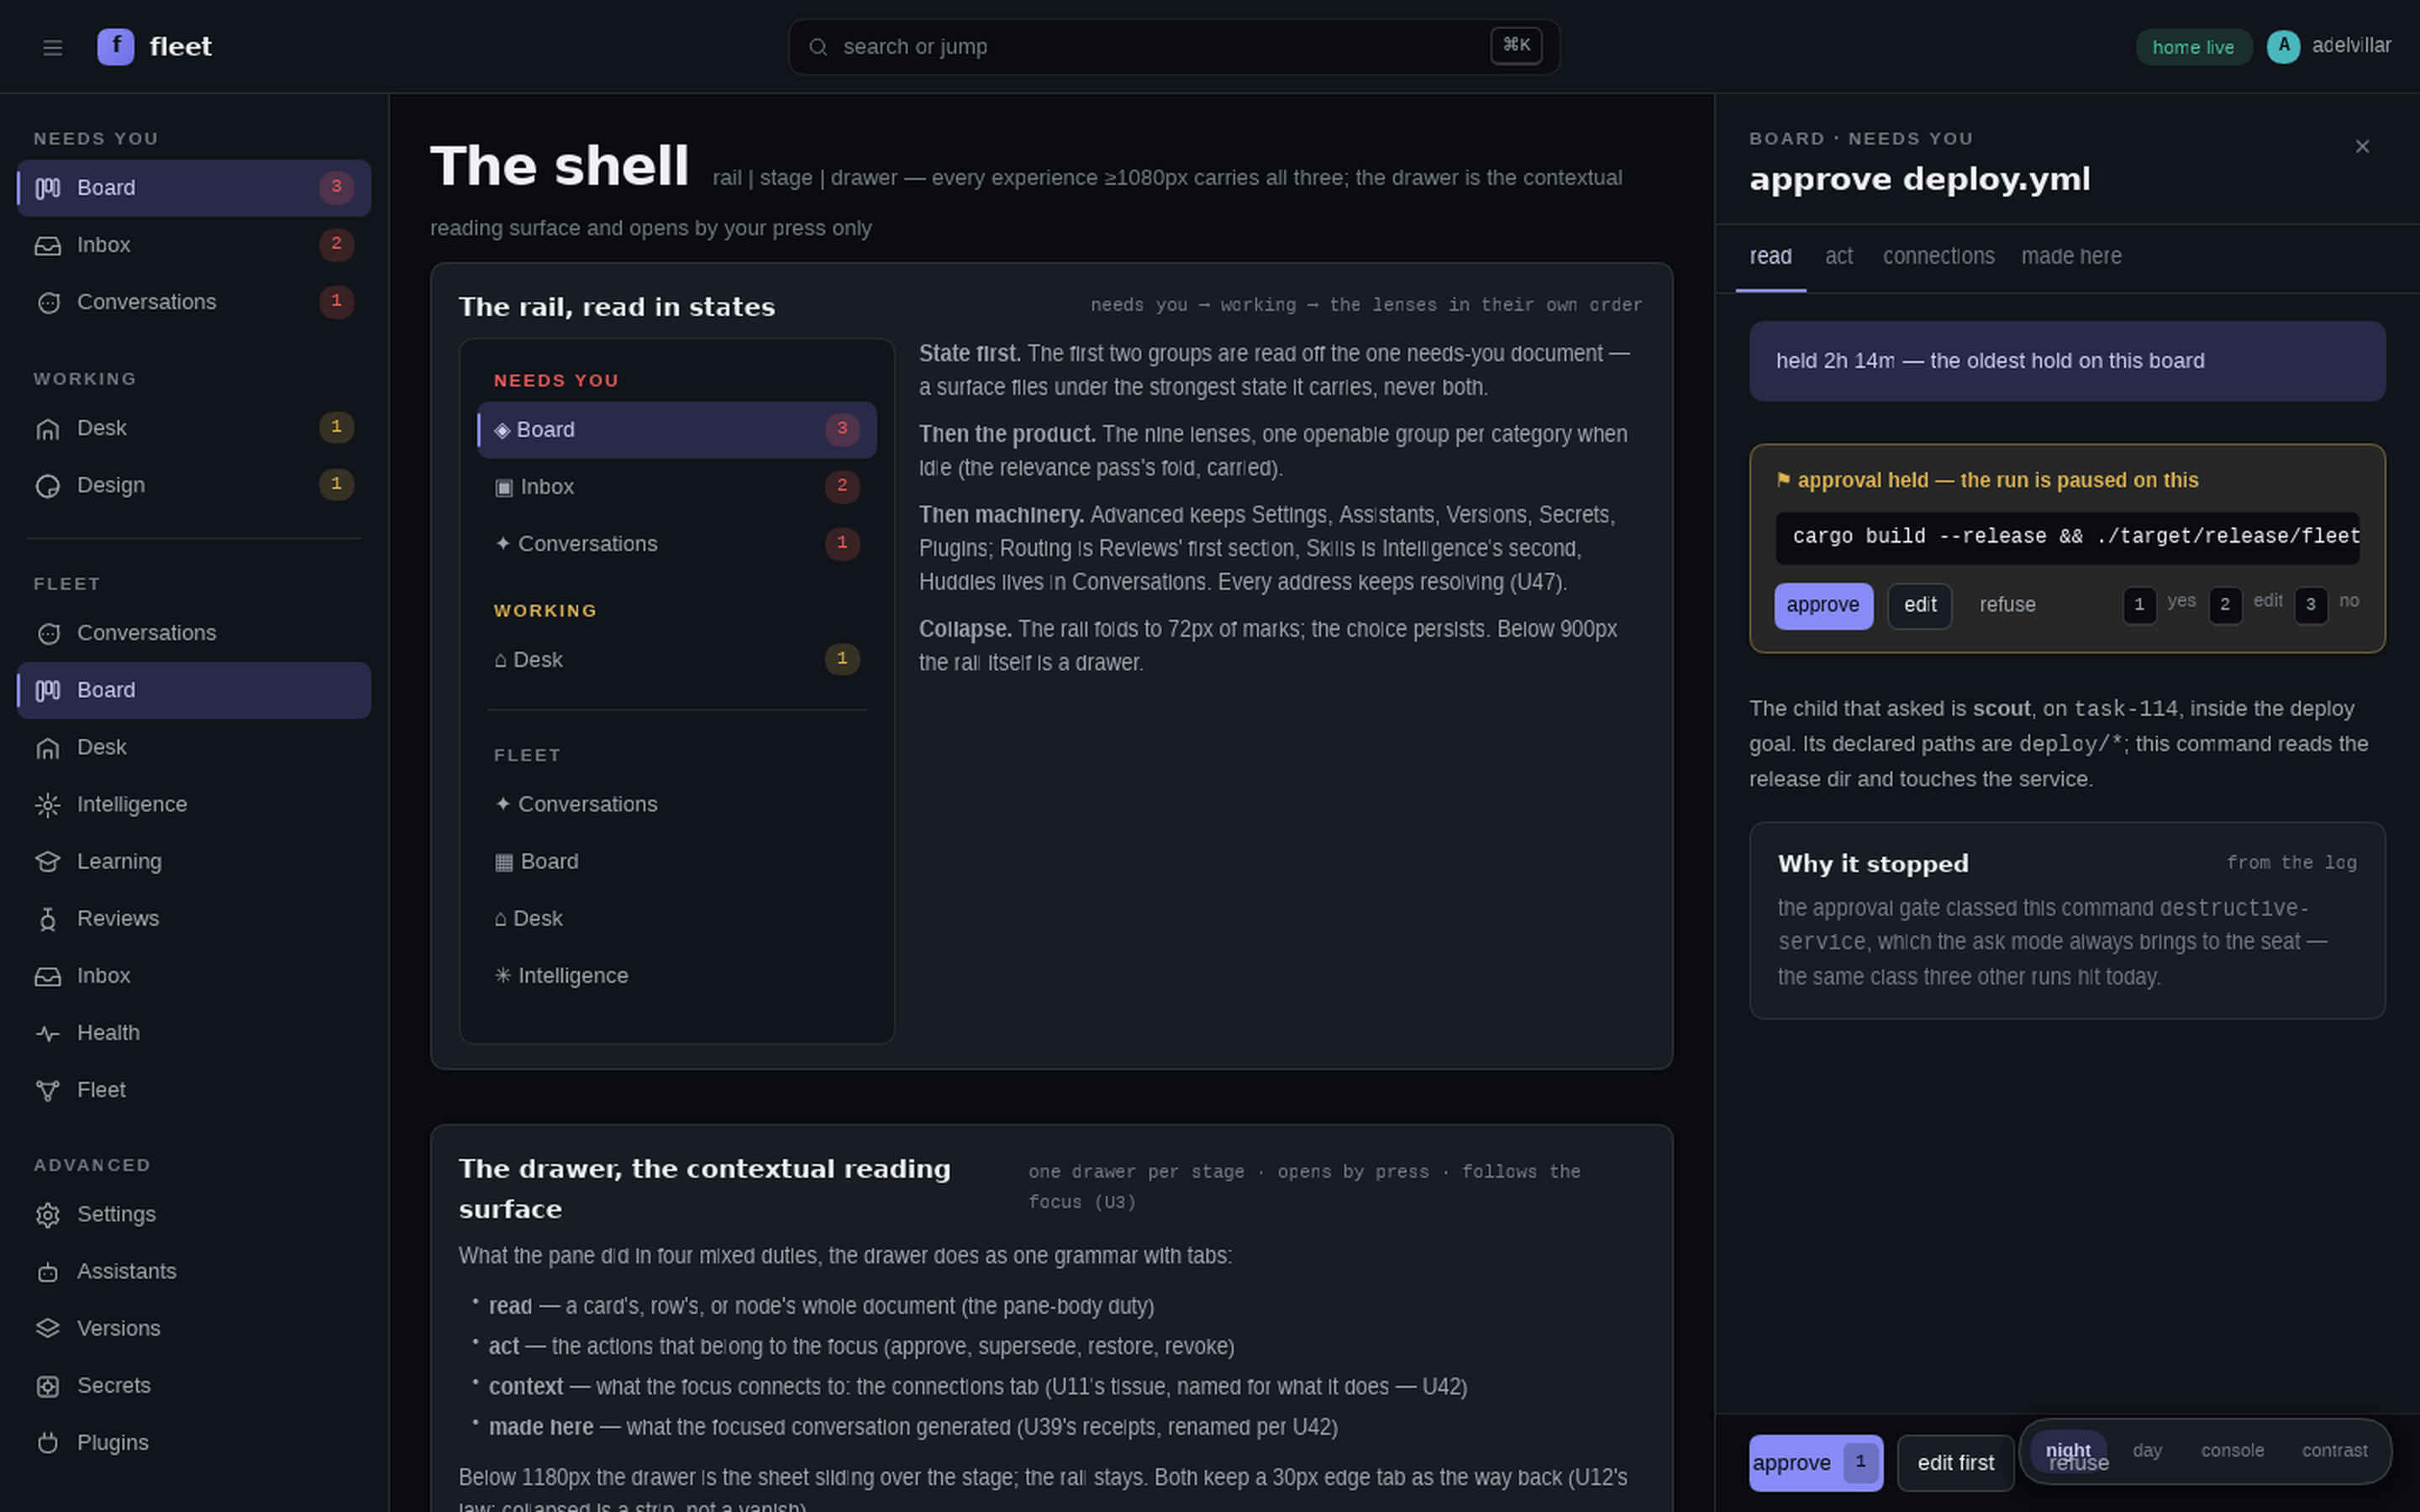 fleet
search or jump
⌘K
home live
A
adelvillar
NEEDS YOU
Board 3
Inbox 2
Conversations 1
WORKING
Desk 1
Design 1
FLEET
Conversations
Board
Desk
Intelligence
Learning
Reviews
Inbox
Health
Fleet
ADVANCED
Settings
Assistants
Versions
Secrets
Plugins
The shell rail | stage | drawer — every experience ≥1080px carries all three; the drawer is the contextual
reading surface and opens by your press only
The rail, read in states
needs you → working → the lenses in their own order
NEEDS YOU
◈ Board 3
▣ Inbox 2
✦ Conversations 1
WORKING
⌂ Desk 1
FLEET
✦ Conversations
▦ Board
⌂ Desk
✳ Intelligence
State first. The first two groups are read off the one needs-you document —
a surface files under the strongest state it carries, never both.
Then the product. The nine lenses, one openable group per category when
idle (the relevance pass's fold, carried).
Then machinery. Advanced keeps Settings, Assistants, Versions, Secrets,
Plugins; Routing is Reviews' first section, Skills is Intelligence's second,
Huddles lives in Conversations. Every address keeps resolving (U47).
Collapse. The rail folds to 72px of marks; the choice persists. Below 900px
the rail itself is a drawer.
The drawer, the contextual reading
surface
one drawer per stage · opens by press · follows the
focus (U3)
What the pane did in four mixed duties, the drawer does as one grammar with tabs:
• read — a card's, row's, or node's whole document (the pane-body duty)
• act — the actions that belong to the focus (approve, supersede, restore, revoke)
• context — what the focus connects to: the connections tab (U11's tissue, named for what it does — U42)
• made here — what the focused conversation generated (U39's receipts, renamed per U42)
Below 1180px the drawer is the sheet sliding over the stage; the rail stays. Both keep a 30px edge tab as the way back (U12's
law: collapsed is a strip, not a vanish).
BOARD · NEEDS YOU
approve deploy.yml
×
read act connections made here
held 2h 14m — the oldest hold on this board
⚑ approval held — the run is paused on this
cargo build --release && ./target/release/fleet
approve edit refuse 1 yes 2 edit 3 no
The child that asked is scout, on task-114, inside the deploy
goal. Its declared paths are deploy/*; this command reads the
release dir and touches the service.
Why it stopped
from the log
the approval gate classed this command destructive-
service, which the ask mode always brings to the seat —
the same class three other runs hit today.
approve 1 edit first refuse
night day console contrast